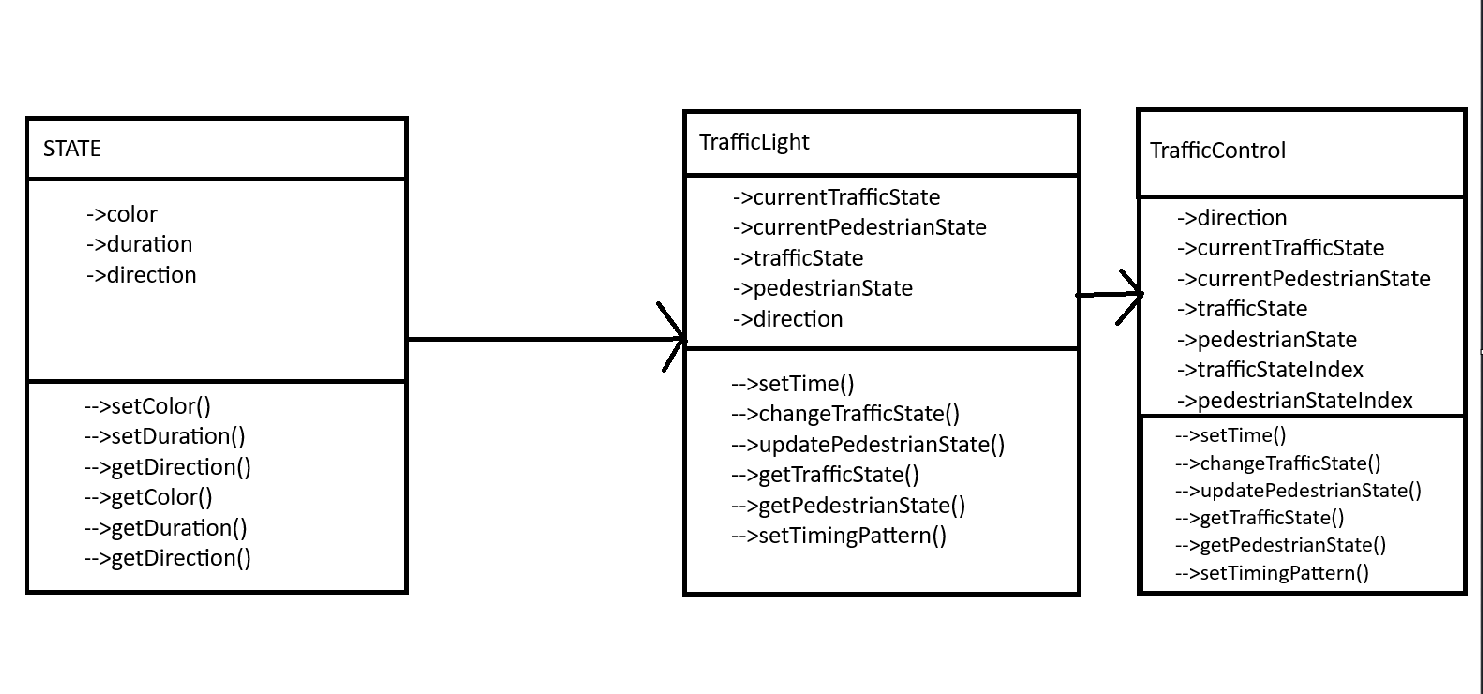 STATE
->color
->duration
->direction
-->setColor()
-->setDuration()
-->getDirection()
-->getColor()
-->getDuration()
-->getDirection()
TrafficLight
->currentTrafficState
->currentPedestrianState
->trafficState
->pedestrianState
->direction
-->setTime()
-->changeTrafficState()
-->updatePedestrianState()
-->getTrafficState()
-->getPedestrianState()
-->setTimingPattern()
TrafficControl
->direction
->currentTrafficState
->currentPedestrianState
->trafficState
->pedestrianState
->trafficStateIndex
->pedestrianStateIndex
-->setTime()
-->changeTrafficState()
-->updatePedestrianState()
-->getTrafficState()
-->getPedestrianState()
-->setTimingPattern()